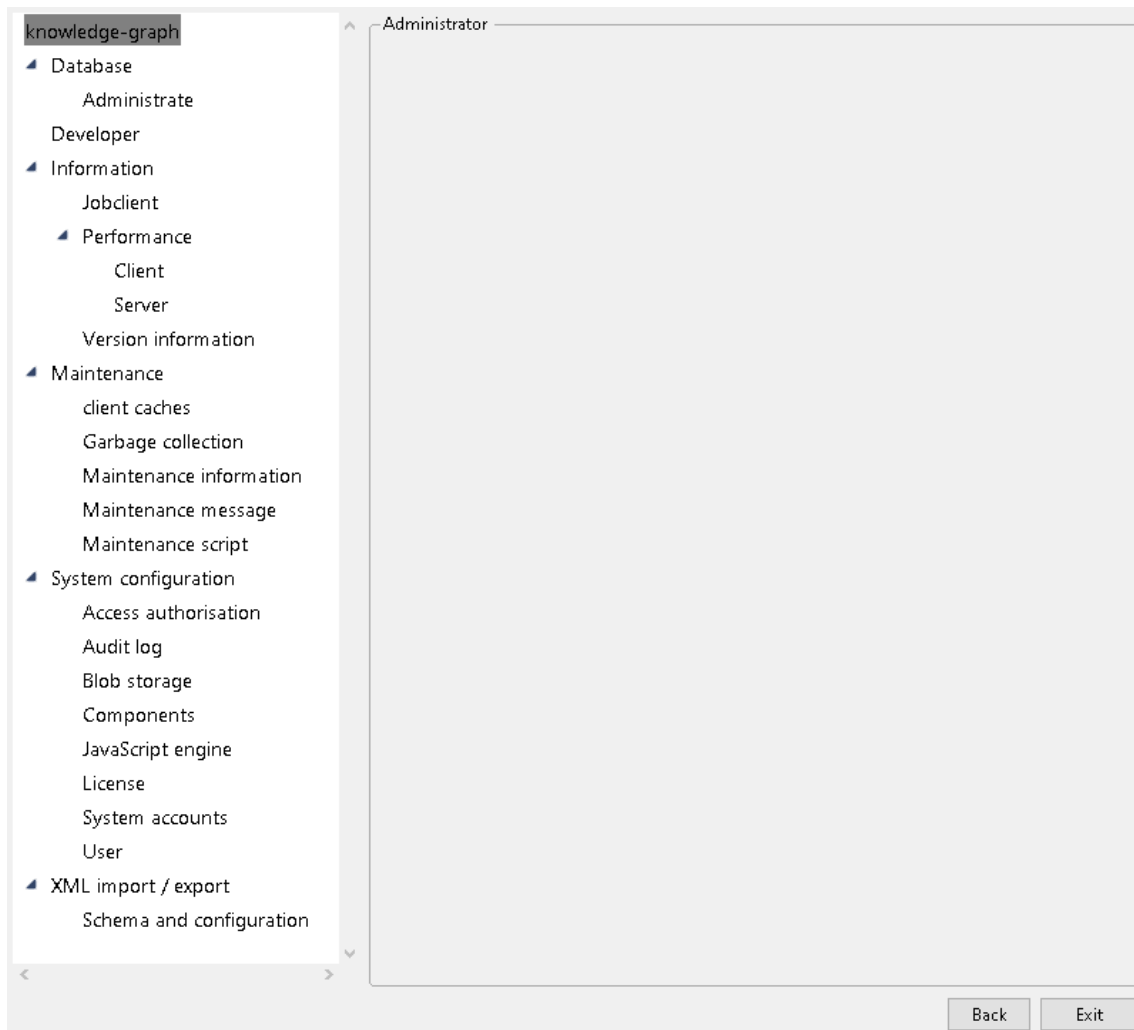 knowledge-graph
Administrator
Database
Administrate
Developer
Information
Jobclient
Performance
Client
Server
Version information
Maintenance
client caches
Garbage collection
Maintenance information
Maintenance message
Maintenance script
System configuration
Access authorisation
Audit log
Blob storage
Components
JavaScript engine
License
System accounts
User
XML import / export
Schema and configuration
Back
Exit